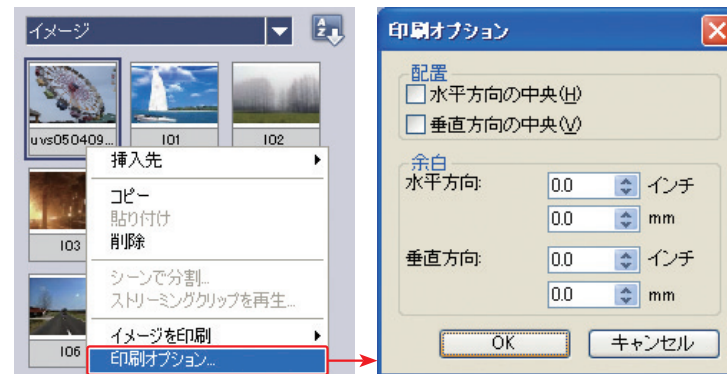 イメージ
uvs050409...
I01
I02
I03
I06
挿入先
コピー
貼り付け
削除
シーンで分割...
ストリーミングクリップを再生...
イメージを印刷
印刷オプション...
印刷オプション
配置
水平方向の中央(H)
垂直方向の中央(V)
余白
水平方向: 0.0 インチ
0.0 mm
垂直方向: 0.0 インチ
0.0 mm
OK キャンセル